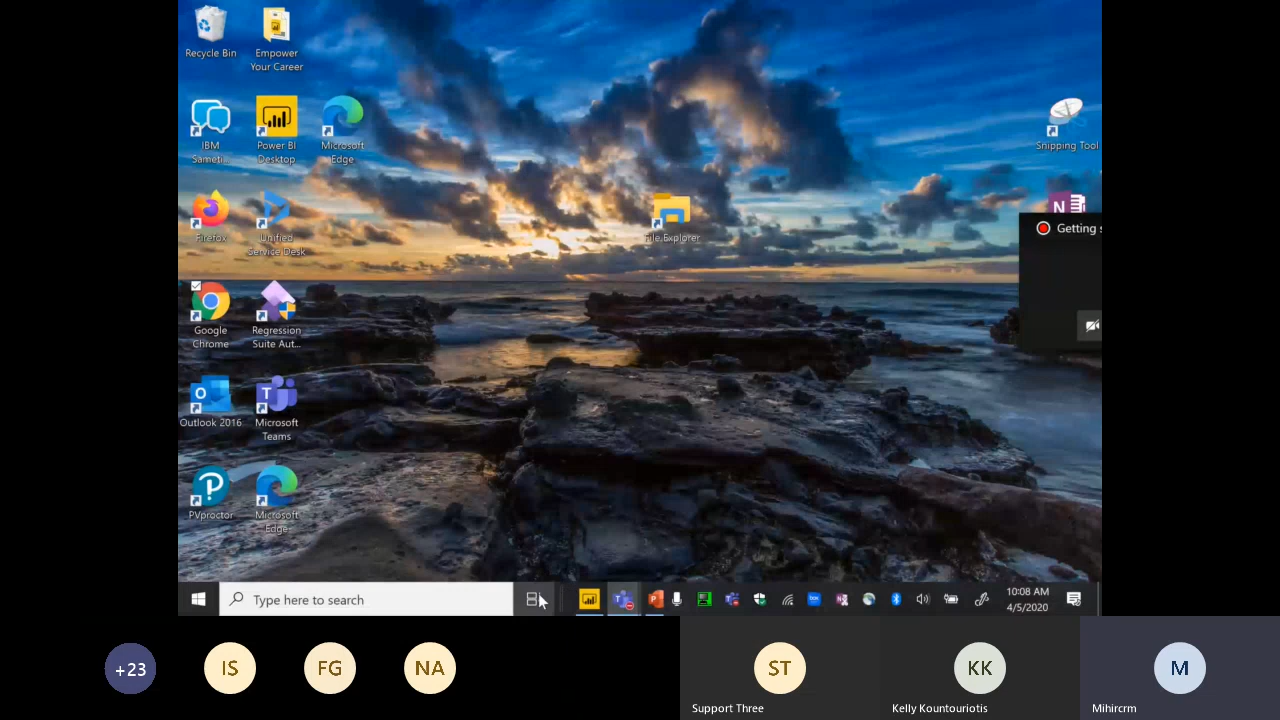 Recycle Bin
Empower
Your Career
IBM
Sameti...
Power BI
Desktop
Microsoft
Edge
Snipping Tool
Firefox
Unified
Service Desk
File Explorer
N
Getting s
Google
Chrome
Regression
Suite Aut...
Outlook 2016
Microsoft
Teams
PVproctor
Microsoft
Edge
Type here to search
10:08 AM
4/5/2020
+23
IS
FG
NA
ST
KK
M
Support Three
Kelly Kountouriotis
Mihircrm